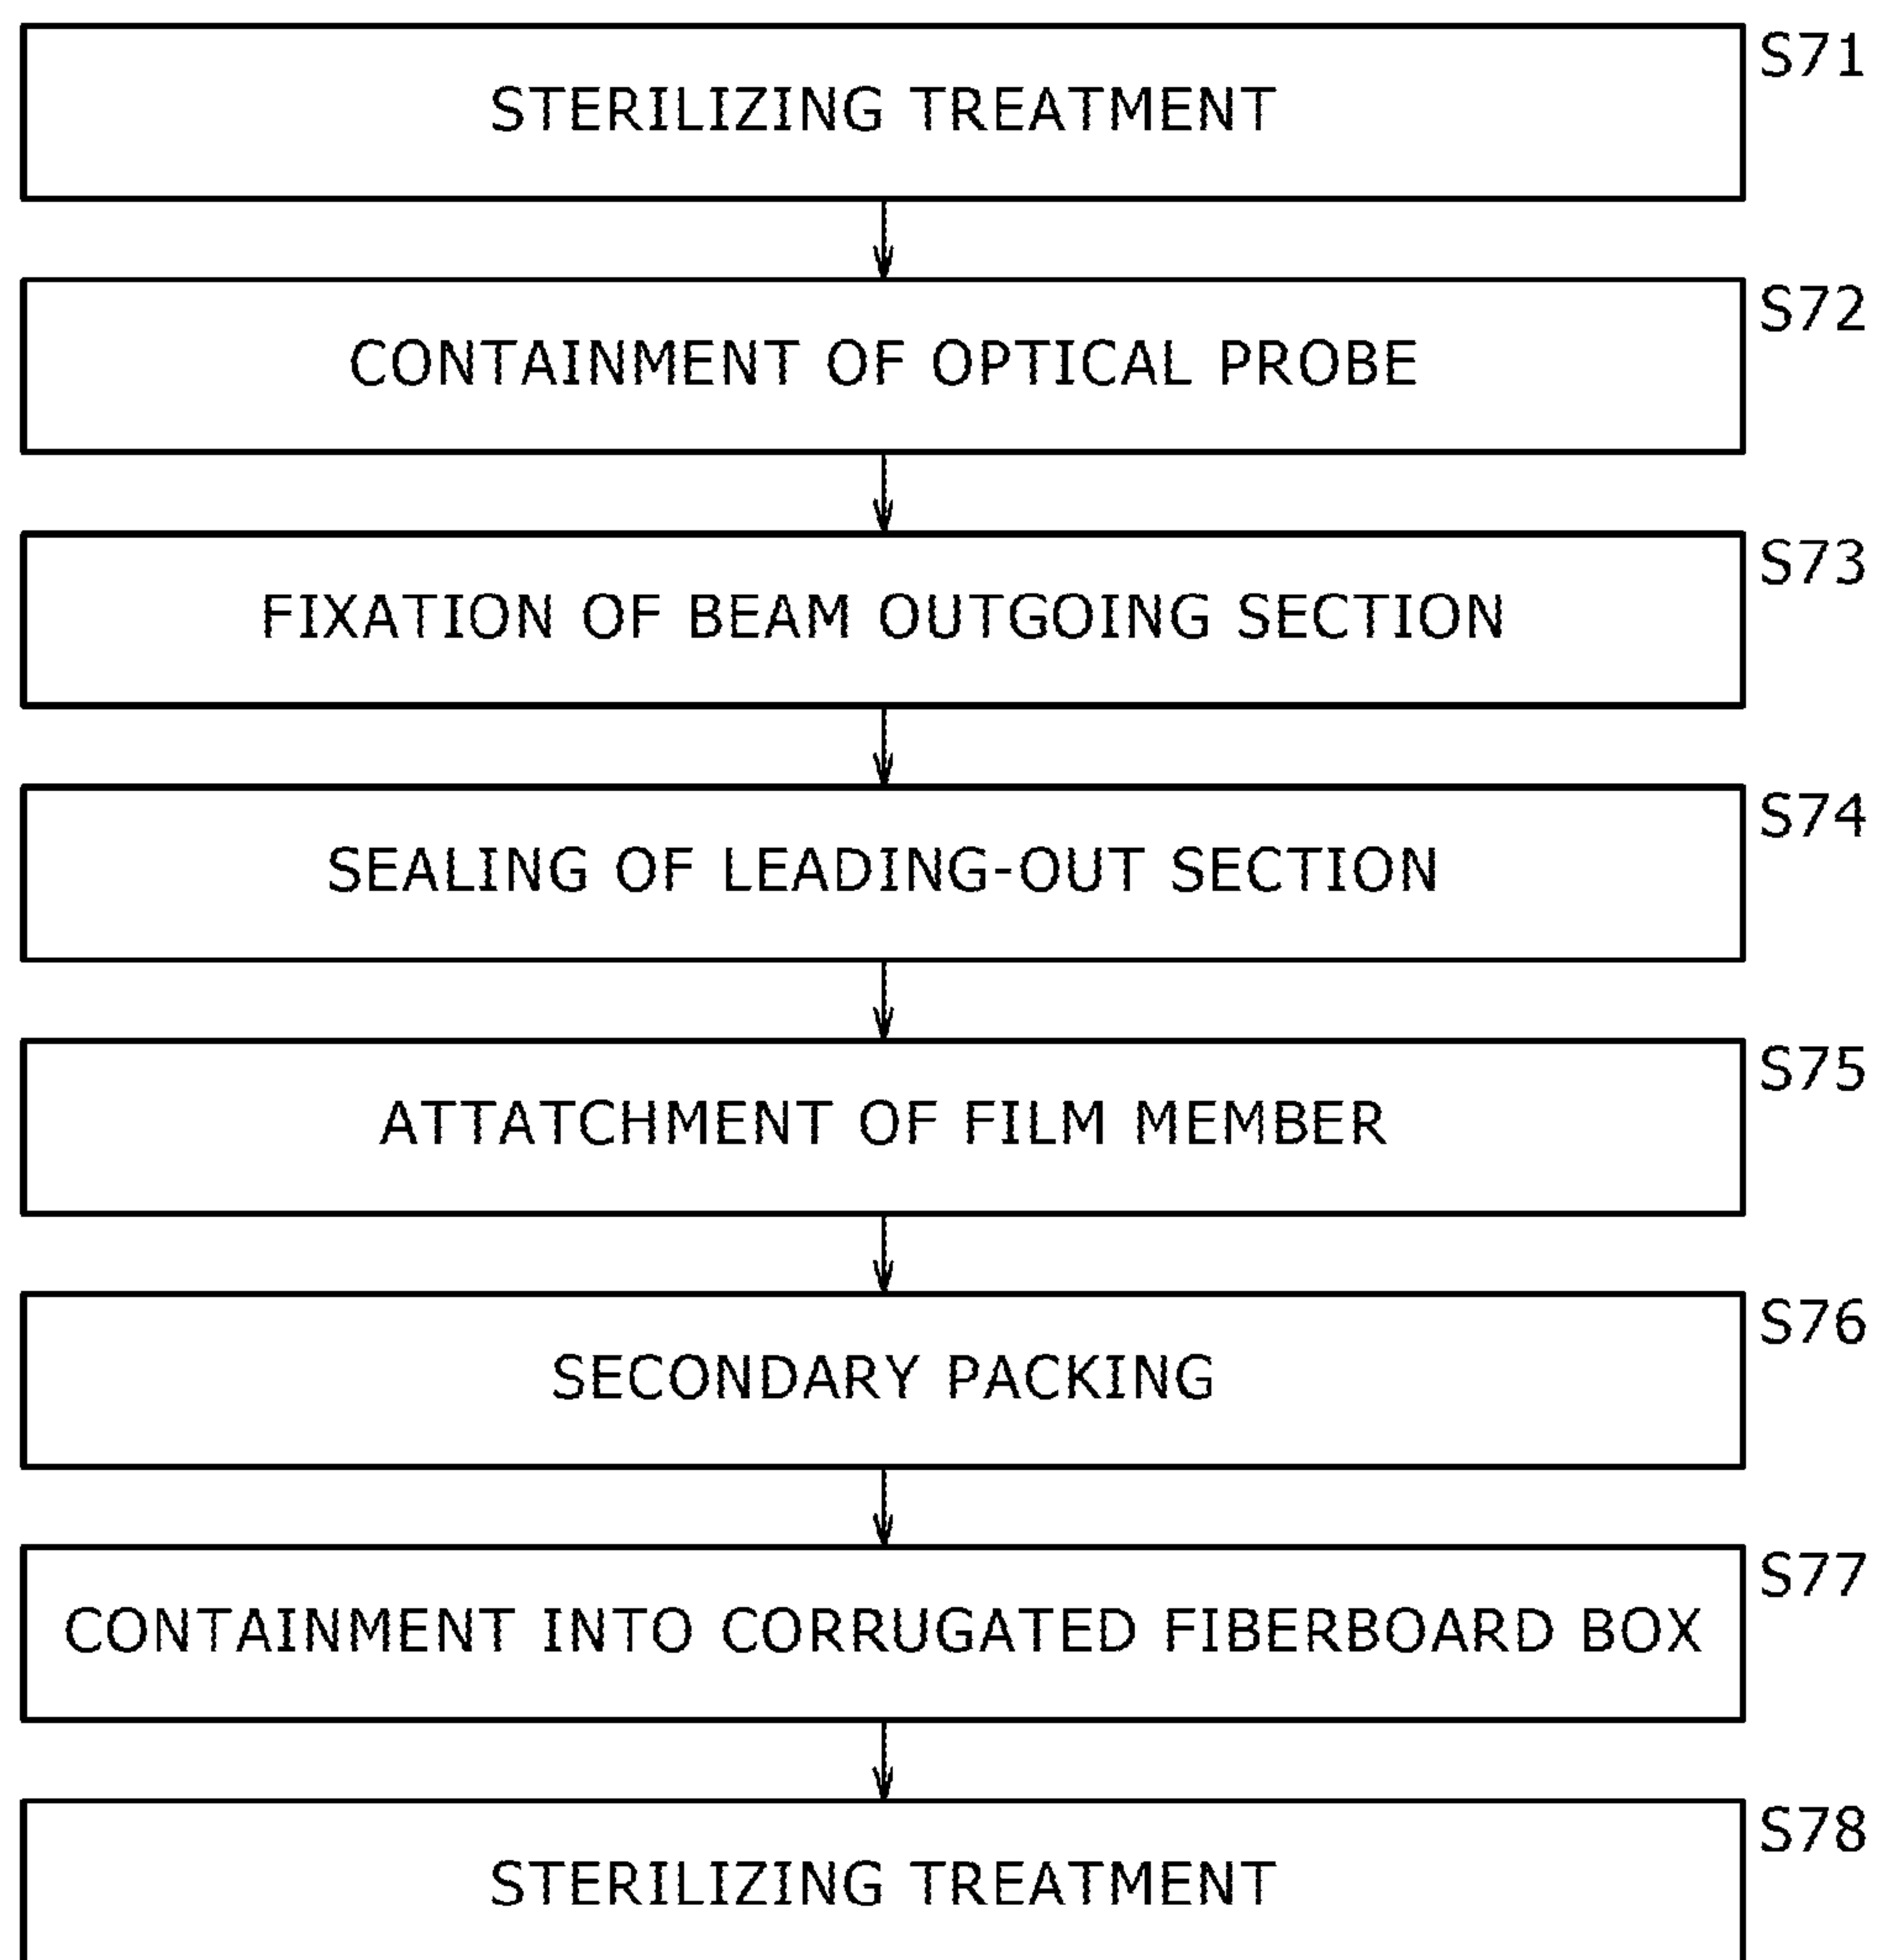 S71
STERILIZING TREATMENT
S72
CONTAINMENT OF OPTICAL PROBE
S73
FIXATION OF BEAM OUTGOING SECTION
S74
SEALING OF LEADING-OUT SECTION
S75
ATTATCHMENT OF FILM MEMBER
S76
SECONDARY PACKING
S77
CONTAINMENT INTO CORRUGATED FIBERBOARD BOX
S78
STERILIZING TREATMENT